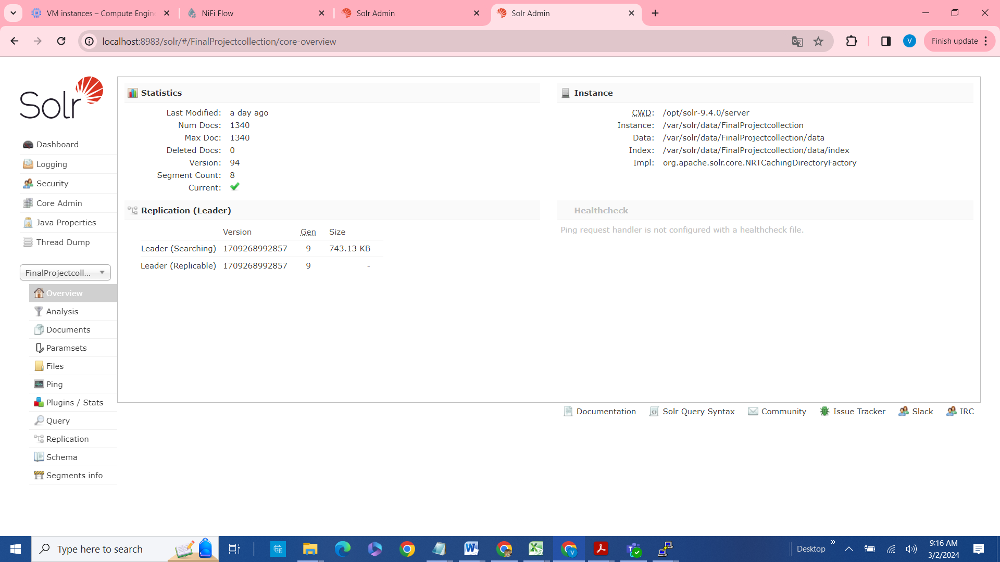 VM instances – Compute Engin
NiFi Flow
Solr Admin
Solr Admin
localhost:8983/solr/#/FinalProjectcollection/core-overview
V
Finish update
Solr
Dashboard
Logging
Security
Core Admin
Java Properties
Thread Dump
FinalProjectcoll...
Overview
Analysis
Documents
Paramsets
Files
Ping
Plugins / Stats
Query
Replication
Schema
Segments info
Statistics
Last Modified: a day ago
Num Docs: 1340
Max Doc: 1340
Deleted Docs: 0
Version: 94
Segment Count: 8
Current:
Instance
CWD: /opt/solr-9.4.0/server
Instance: /var/solr/data/FinalProjectcollection
Data: /var/solr/data/FinalProjectcollection/data
Index: /var/solr/data/FinalProjectcollection/data/index
Impl: org.apache.solr.core.NRTCachingDirectoryFactory
Replication (Leader)
Version Gen Size
Leader (Searching) 1709268992857 9 743.13 KB
Leader (Replicable) 1709268992857 9 -
Healthcheck
Ping request handler is not configured with a healthcheck file.
Documentation Solr Query Syntax Community Issue Tracker Slack IRC
Type here to search
Desktop
9:16 AM
3/2/2024